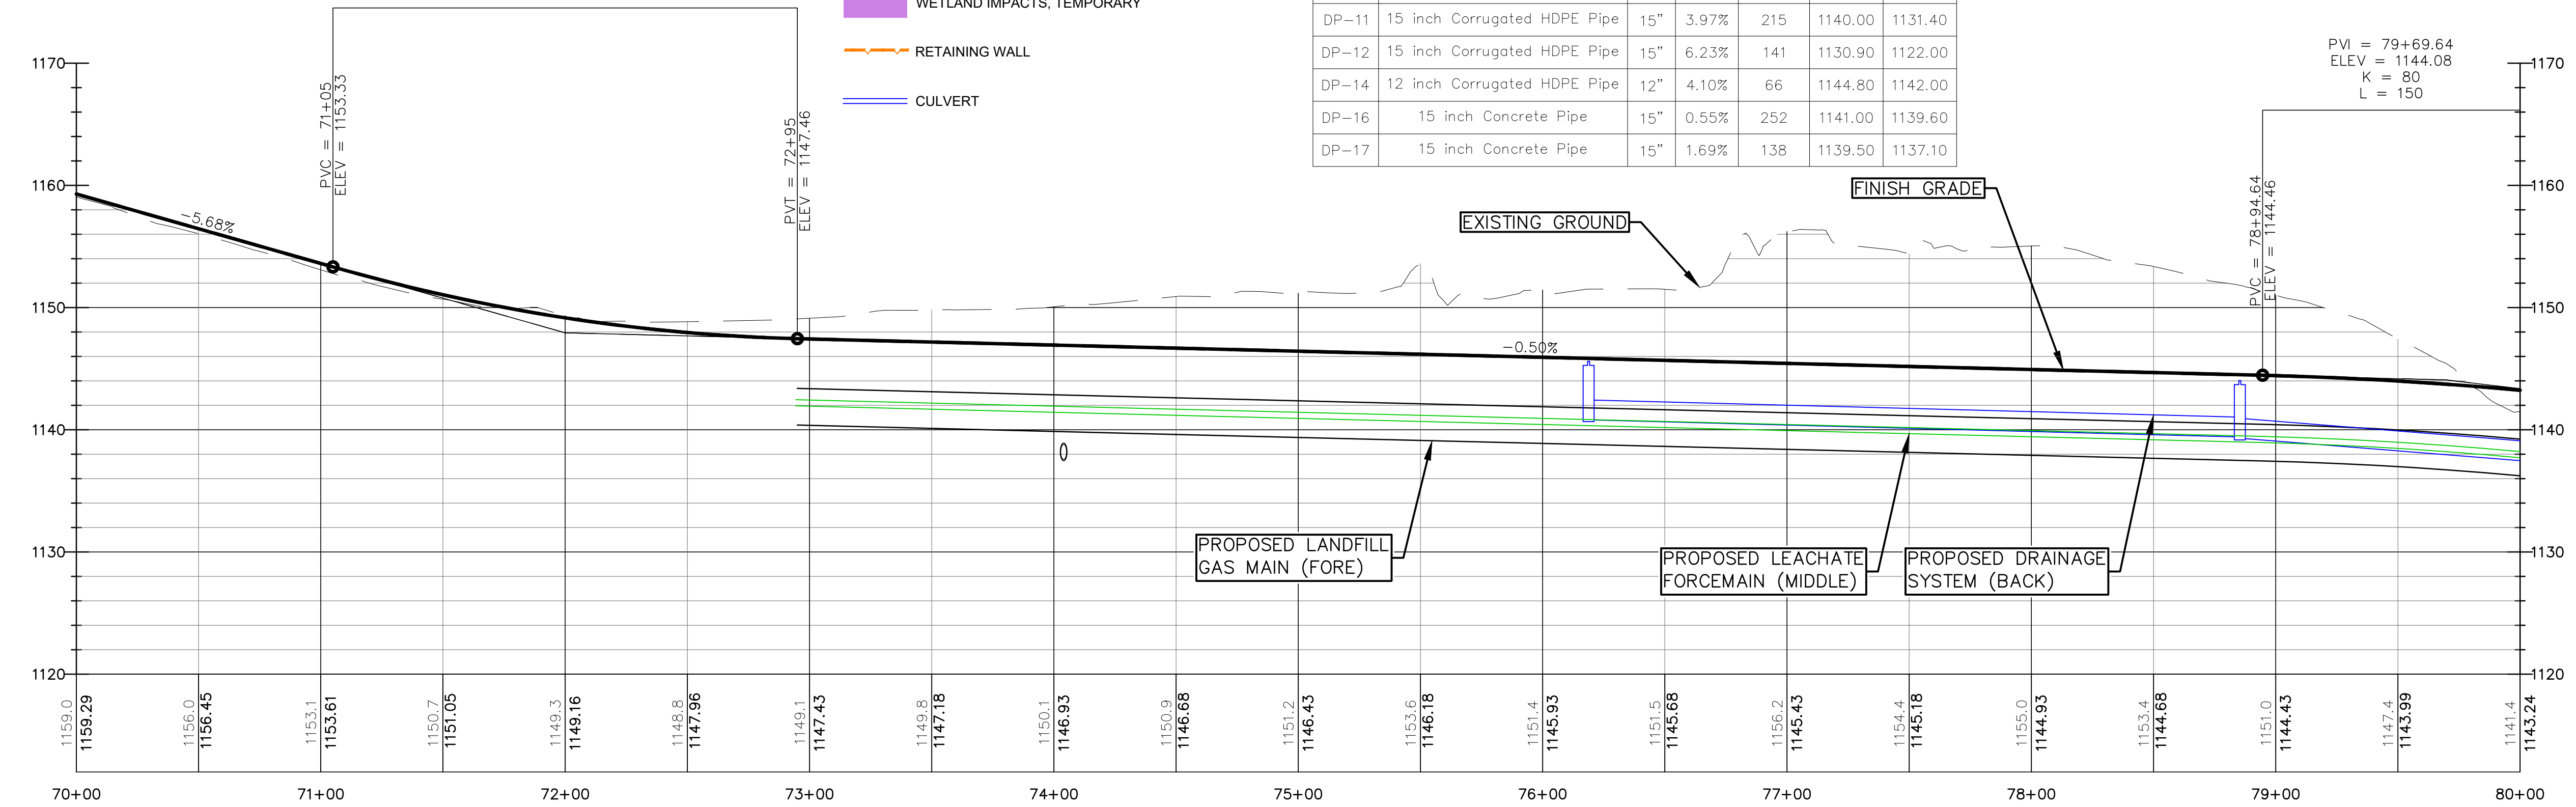 WETLAND IMPACTS, TEMPORARY
RETAINING WALL
CULVERT
DP-11 15 inch Corrugated HDPE Pipe 15" 3.97% 215 1140.00 1131.40
DP-12 15 inch Corrugated HDPE Pipe 15" 6.23% 141 1130.90 1122.00
DP-14 12 inch Corrugated HDPE Pipe 12" 4.10% 66 1144.80 1142.00
DP-16 15 inch Concrete Pipe 15" 0.55% 252 1141.00 1139.60
DP-17 15 inch Concrete Pipe 15" 1.69% 138 1139.50 1137.10
PVI = 79+69.64
ELEV = 1144.08
K = 80
L = 150
1170
1160
1150
1140
1130
1120
1170
1160
1150
1140
1130
1120
PVC = 71+05
ELEV = 1153.33
PVT = 72+95
ELEV = 1147.46
PVC = 78+94.64
ELEV = 1144.46
-5.68%
-0.50%
EXISTING GROUND
FINISH GRADE
PROPOSED LANDFILL
GAS MAIN (FORE)
PROPOSED LEACHATE
FORCEMAIN (MIDDLE)
PROPOSED DRAINAGE
SYSTEM (BACK)
1159.0
1159.29
1156.0
1156.45
1153.1
1153.61
1150.7
1151.05
1149.3
1149.16
1148.8
1147.96
1149.1
1147.43
1149.8
1147.18
1150.1
1146.93
1150.9
1146.68
1151.2
1146.43
1153.6
1146.18
1151.4
1145.93
1151.5
1145.68
1156.2
1145.43
1154.4
1145.18
1155.0
1144.93
1153.4
1144.68
1151.0
1144.43
1147.4
1143.99
1141.4
1143.24
70+00 71+00 72+00 73+00 74+00 75+00 76+00 77+00 78+00 79+00 80+00